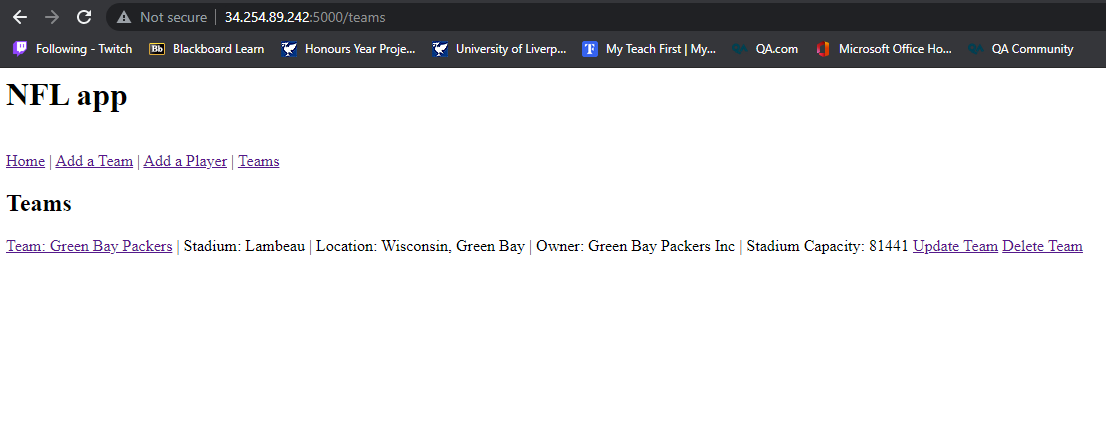 Not secure | 34.254.89.242:5000/teams
Following - Twitch Bb Blackboard Learn Honours Year Proje... University of Liverp... T My Teach First | My... QA.com Microsoft Office Ho... QA Community
NFL app
Home | Add a Team | Add a Player | Teams
Teams
Team: Green Bay Packers | Stadium: Lambeau | Location: Wisconsin, Green Bay | Owner: Green Bay Packers Inc | Stadium Capacity: 81441 Update Team Delete Team